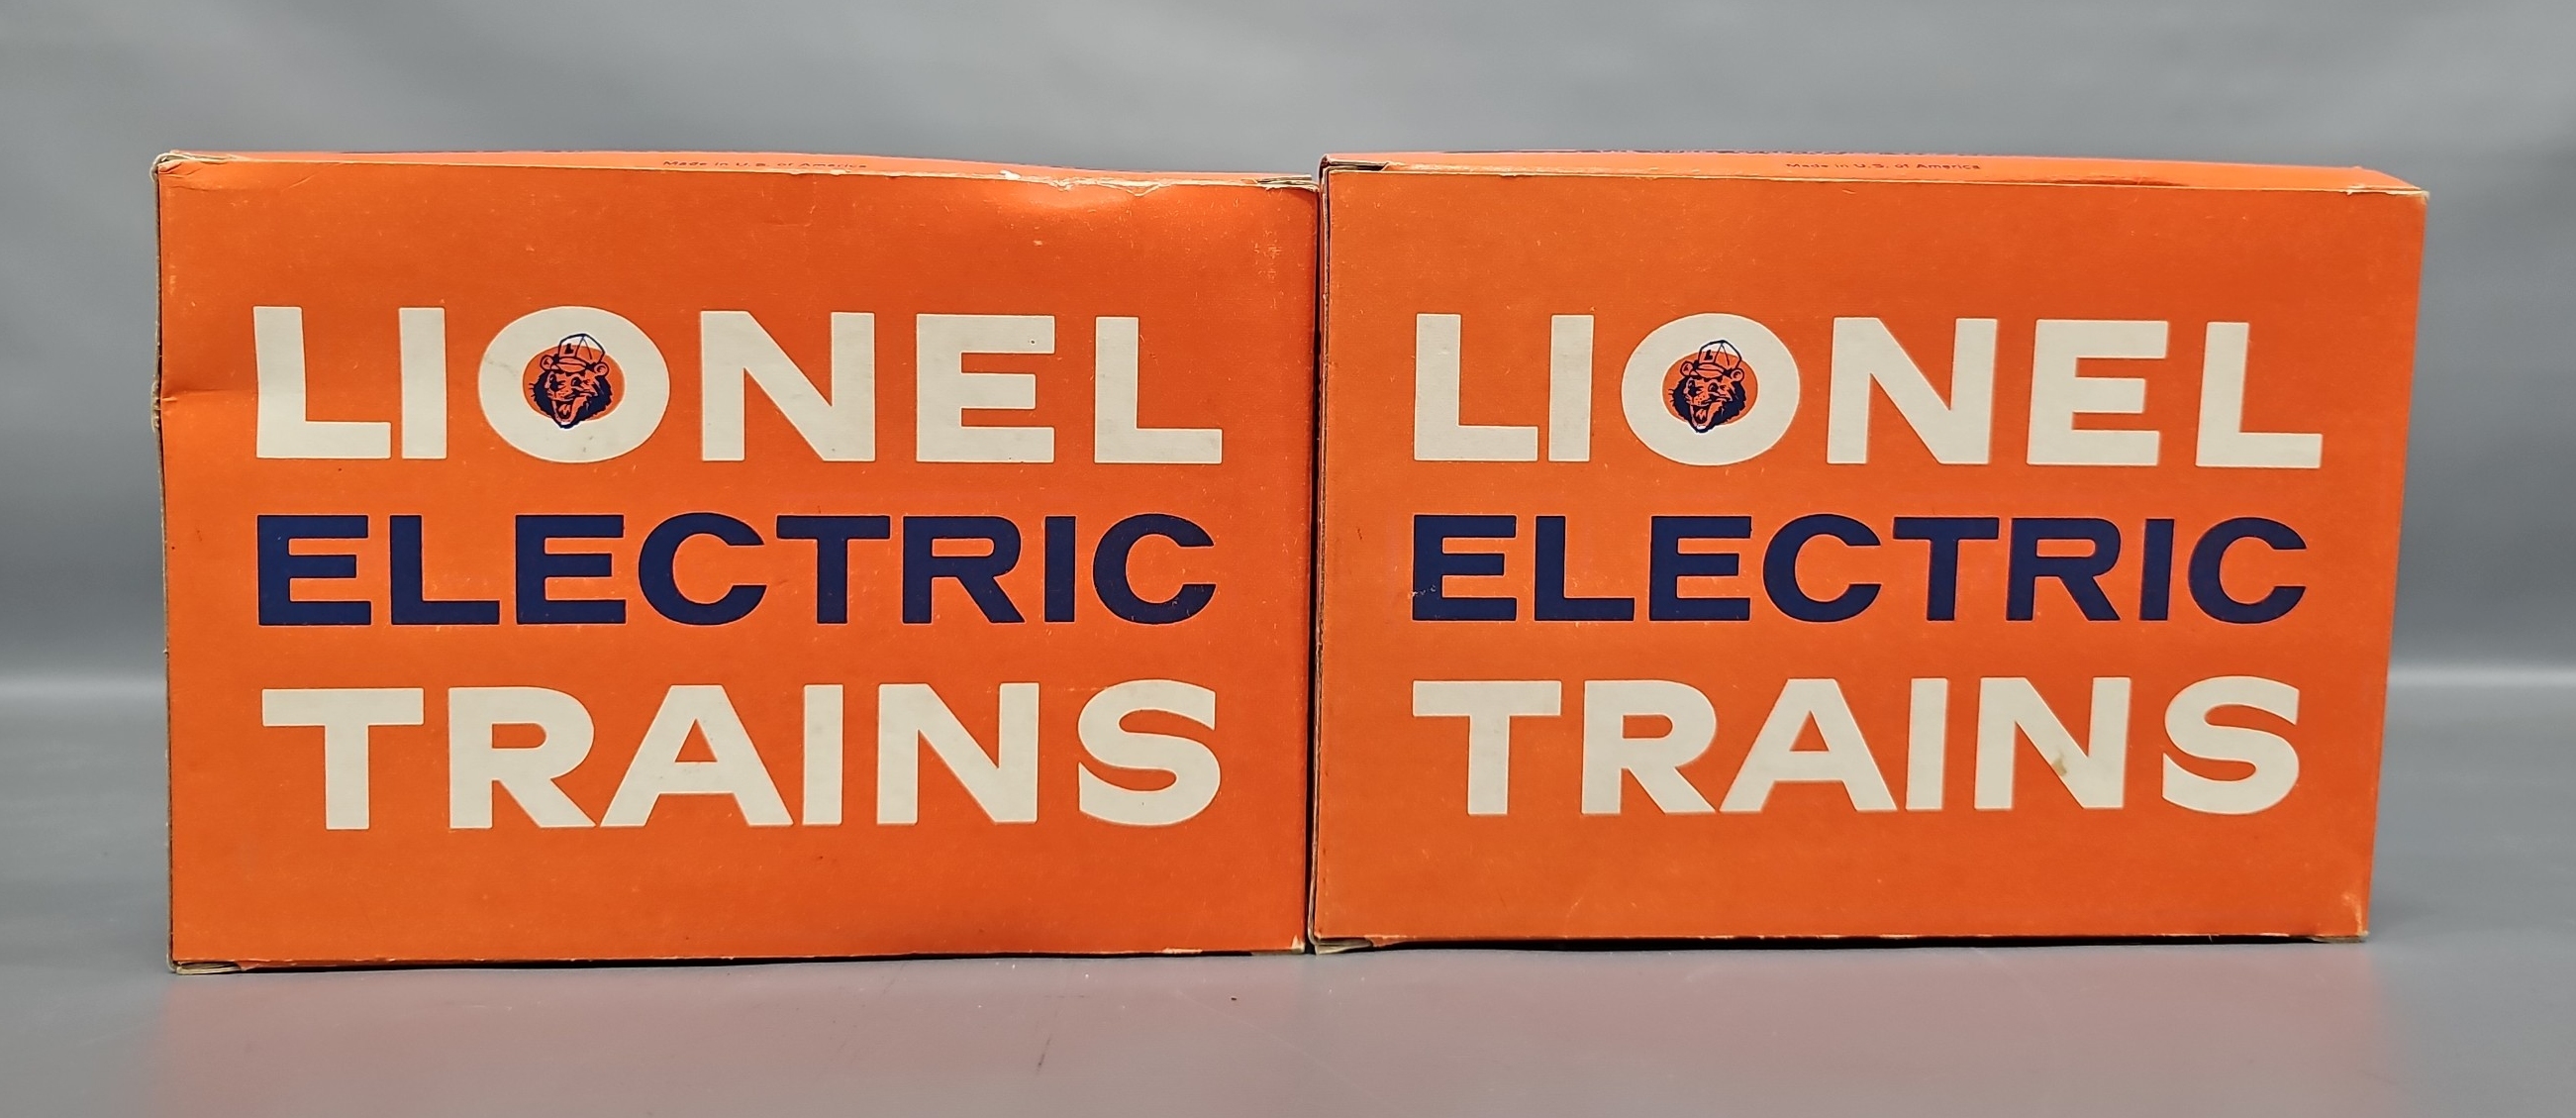 Made in U.S. of America
LIONEL
L
ELECTRIC
TRAINS
Made in U.S. of America
LIONEL
L
ELECTRIC
TRAINS